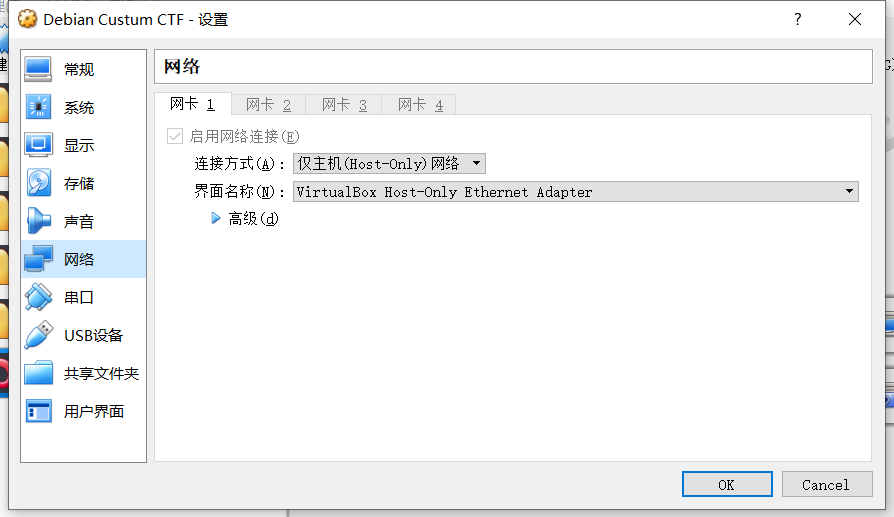 Debian Custum CTF - 设置
?
常规
系统
显示
存储
声音
网络
串口
USB设备
共享文件夹
用户界面
网络
网卡 1
网卡 2
网卡 3
网卡 4
启用网络连接(E)
连接方式(A): 仅主机(Host-Only)网络
界面名称(N): VirtualBox Host-Only Ethernet Adapter
高级(d)
OK
Cancel